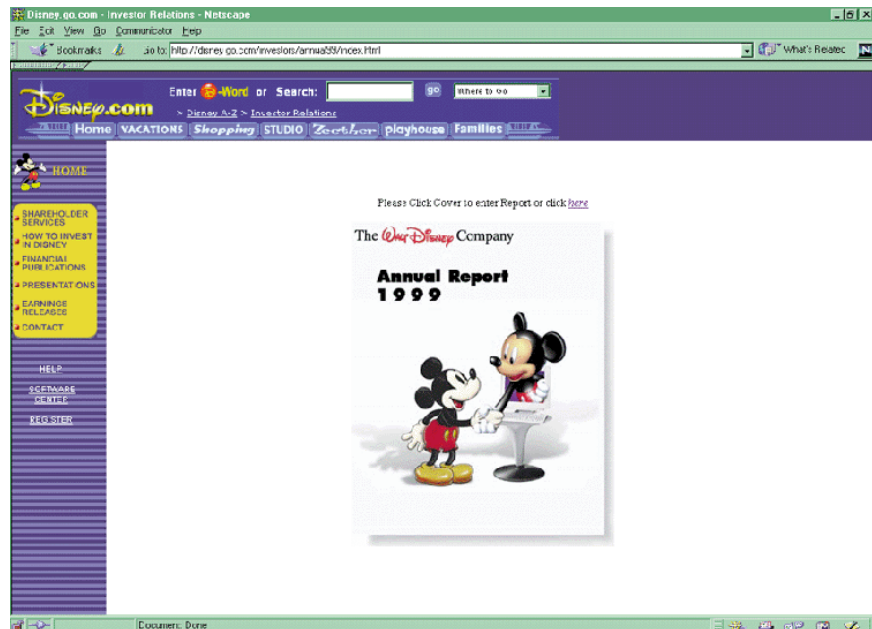 Disney.go.com - Investor Relations - Netscape
File Edit View Go Communicator Help
Bookmarks Go to: http://disney.go.com/investors/annual99/index.html What's Related
Enter -Word or Search: go Where to Go
Disney.com
> Disney A-Z > Investor Relations
Home VACATIONS Shopping STUDIO Zeether playhouse Families
HOME
SHAREHOLDER
SERVICES
HOW TO INVEST
IN DISNEY
FINANCIAL
PUBLICATIONS
PRESENTATIONS
EARNINGS
RELEASES
CONTACT
HELP
SOFTWARE
CENTER
REGISTER
Please Click Cover to enter Report or click here
The Walt Disney Company
Annual Report
1999
Document: Done